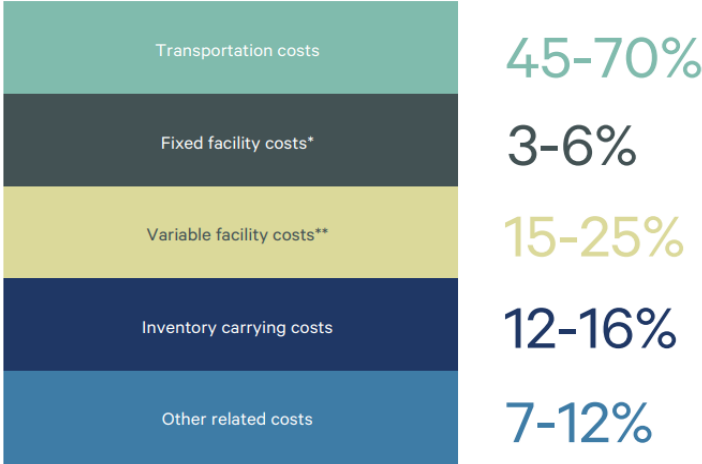 Transportation costs 45-70%
Fixed facility costs* 3-6%
Variable facility costs** 15-25%
Inventory carrying costs 12-16%
Other related costs 7-12%